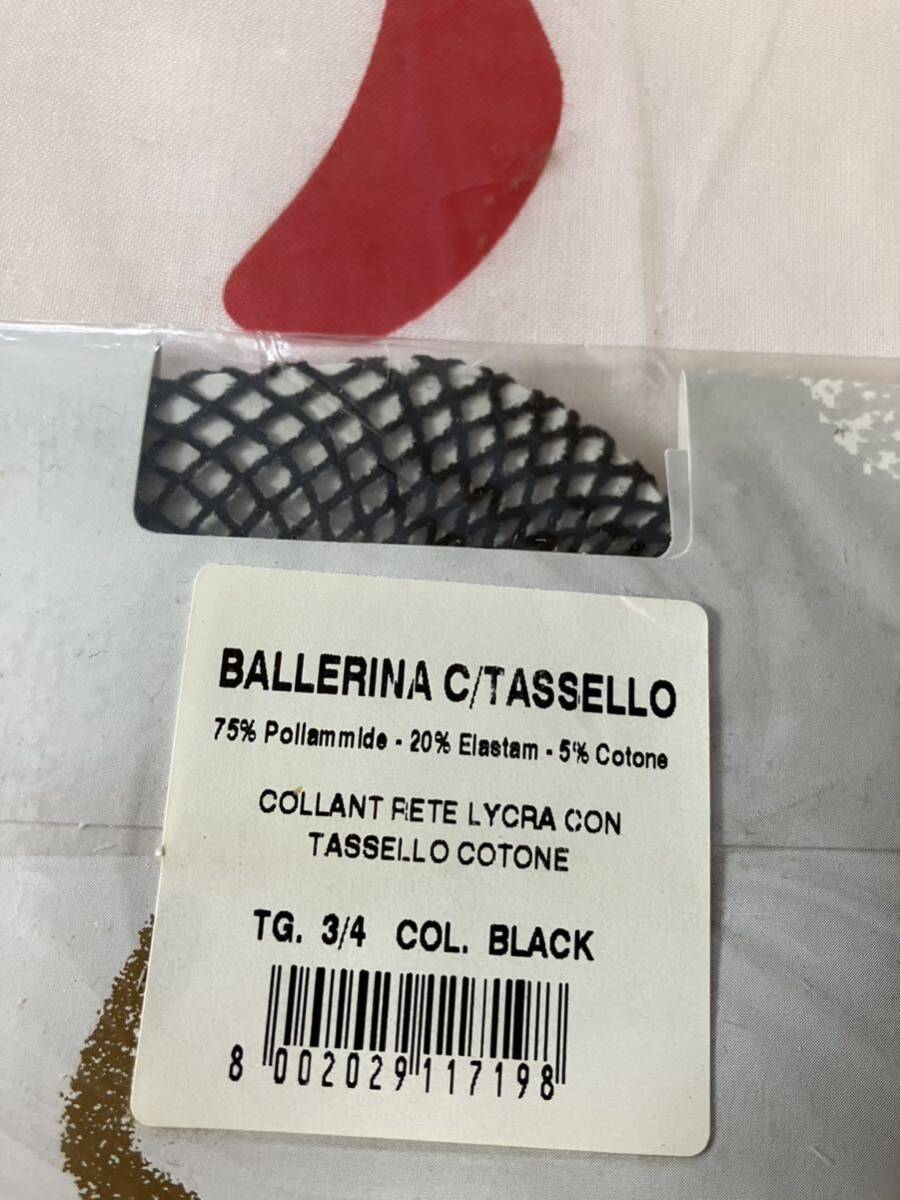 BALLERINA C/TASSELLO
75% Poliammide - 20% Elastam - 5% Cotone
COLLANT RETE LYCRA CON
TASSELLO COTONE
TG. 3/4 COL. BLACK
8 002029 117198